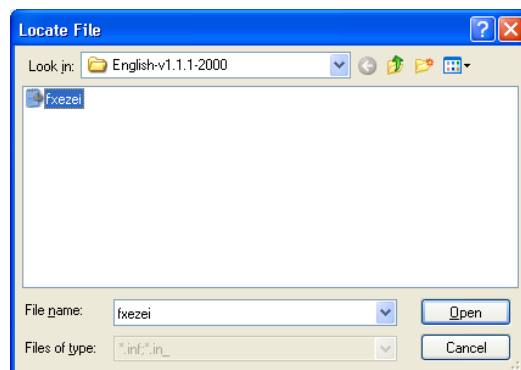 Locate File
Look in: English-v1.1.1-2000
fxezei
File name: fxezei Open
Files of type: *.inf;*.in_ Cancel